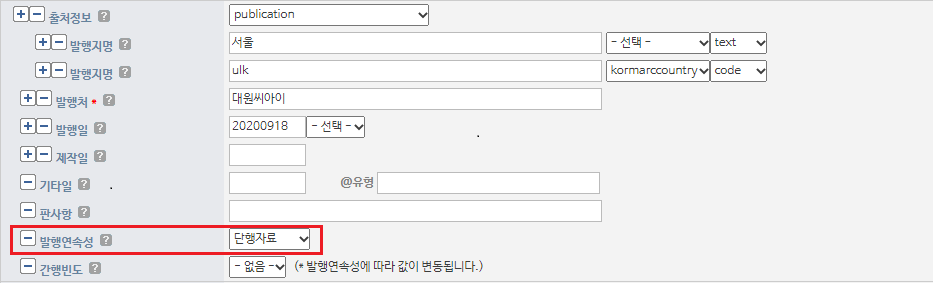 출처정보 publication
발행지명 서울 - 선택 - text
발행지명 ulk kormarccountry code
발행처 * 대원씨아이
발행일 20200918 - 선택 -
제작일
기타일 @유형
판사항
발행연속성 단행자료
간행빈도 - 없음 - (* 발행연속성에 따라 값이 변동됩니다.)